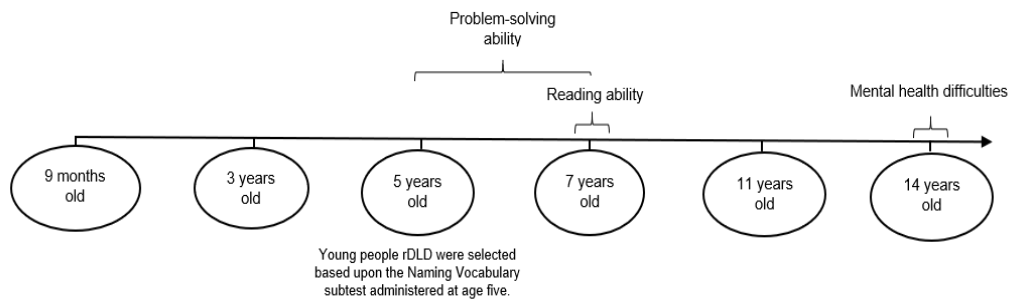 Problem-solving
ability
Reading ability
Mental health difficulties
9 months
old
3 years
old
5 years
old
7 years
old
11 years
old
14 years
old
Young people rDLD were selected
based upon the Naming Vocabulary
subtest administered at age five.